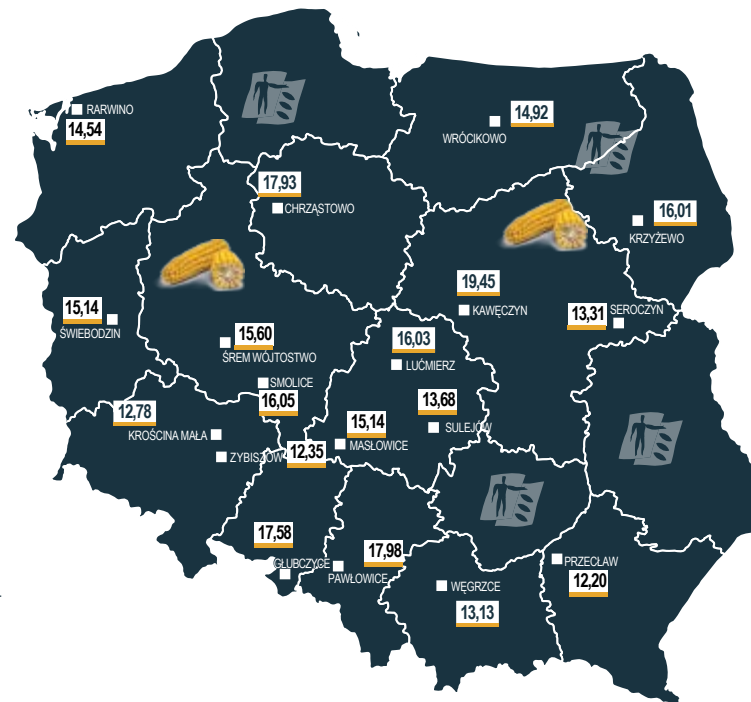 RARWINO
14,54
14,92
WRÓCIKOWO
17,93
CHRZĄSTOWO
16,01
KRZYŻEWO
19,45
KAWĘCZYN
13,31
SEROCZYN
15,14
ŚWIEBODZIN
15,60
ŚREM WÓJTOSTWO
16,03
LUĆMIERZ
SMOLICE
16,05
13,68
SULEJÓW
12,78
KROŚCINA MAŁA
15,14
MASŁOWICE
ZYBISZÓW
12,35
17,58
GŁUBCZYCE
17,98
PAWŁOWICE
WĘGRZCE
13,13
PRZECŁAW
12,20